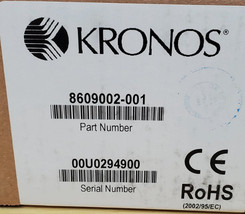 KRONOS®
8609002-001
Part Number
00U0294900
Serial Number
CE
RoHS
(2002/95/EC)